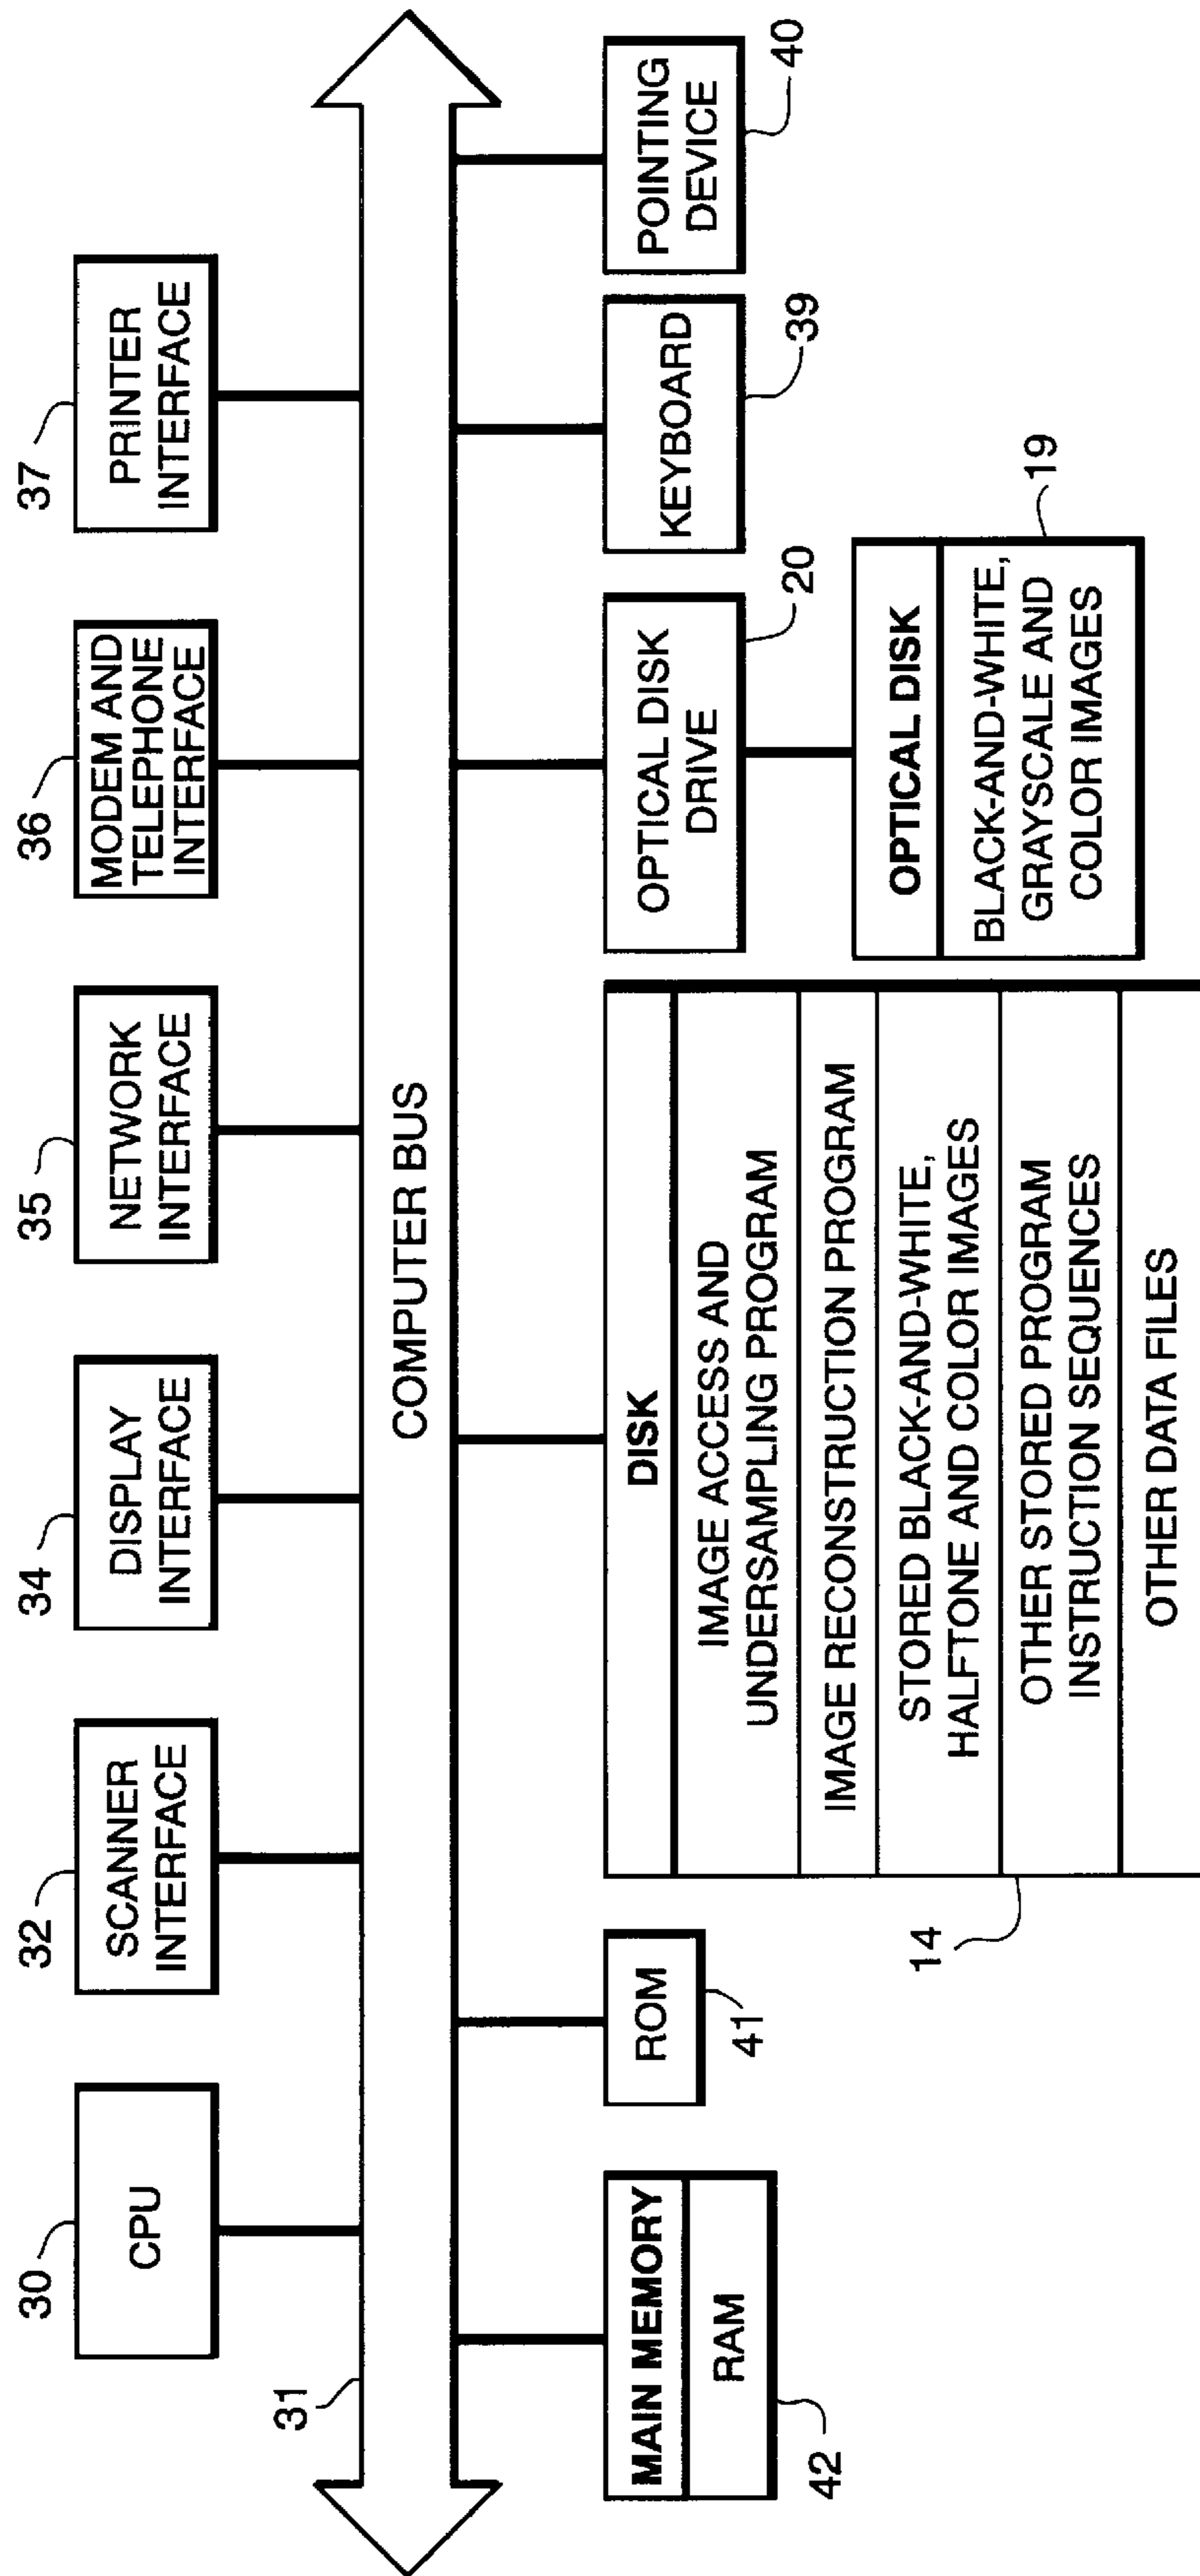 30
CPU
32
SCANNER
INTERFACE
34
DISPLAY
INTERFACE
35
NETWORK
INTERFACE
36
MODEM AND
TELEPHONE
INTERFACE
37
PRINTER
INTERFACE
31
COMPUTER BUS
MAIN MEMORY
RAM
42
ROM
41
DISK
IMAGE ACCESS AND
UNDERSAMPLING PROGRAM
IMAGE RECONSTRUCTION PROGRAM
STORED BLACK-AND-WHITE,
HALFTONE AND COLOR IMAGES
OTHER STORED PROGRAM
INSTRUCTION SEQUENCES
OTHER DATA FILES
14
OPTICAL DISK
DRIVE
20
OPTICAL DISK
BLACK-AND-WHITE,
GRAYSCALE AND
COLOR IMAGES
19
KEYBOARD
39
POINTING
DEVICE
40